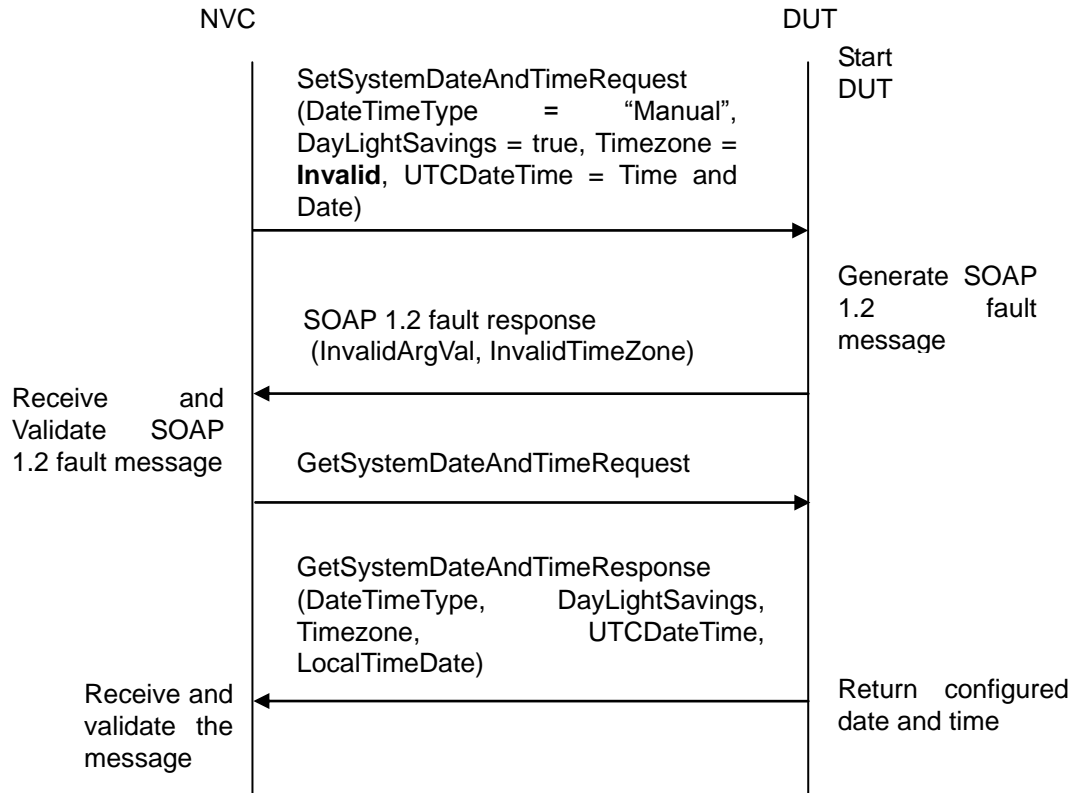 NVC
DUT
Start
DUT
SetSystemDateAndTimeRequest
(DateTimeType = “Manual”,
DayLightSavings = true, Timezone =
Invalid, UTCDateTime = Time and
Date)
Generate SOAP
1.2 fault
message
SOAP 1.2 fault response
(InvalidArgVal, InvalidTimeZone)
Receive and
Validate SOAP
1.2 fault message
GetSystemDateAndTimeRequest
GetSystemDateAndTimeResponse
(DateTimeType, DayLightSavings,
Timezone, UTCDateTime,
LocalTimeDate)
Receive and
validate the
message
Return configured
date and time